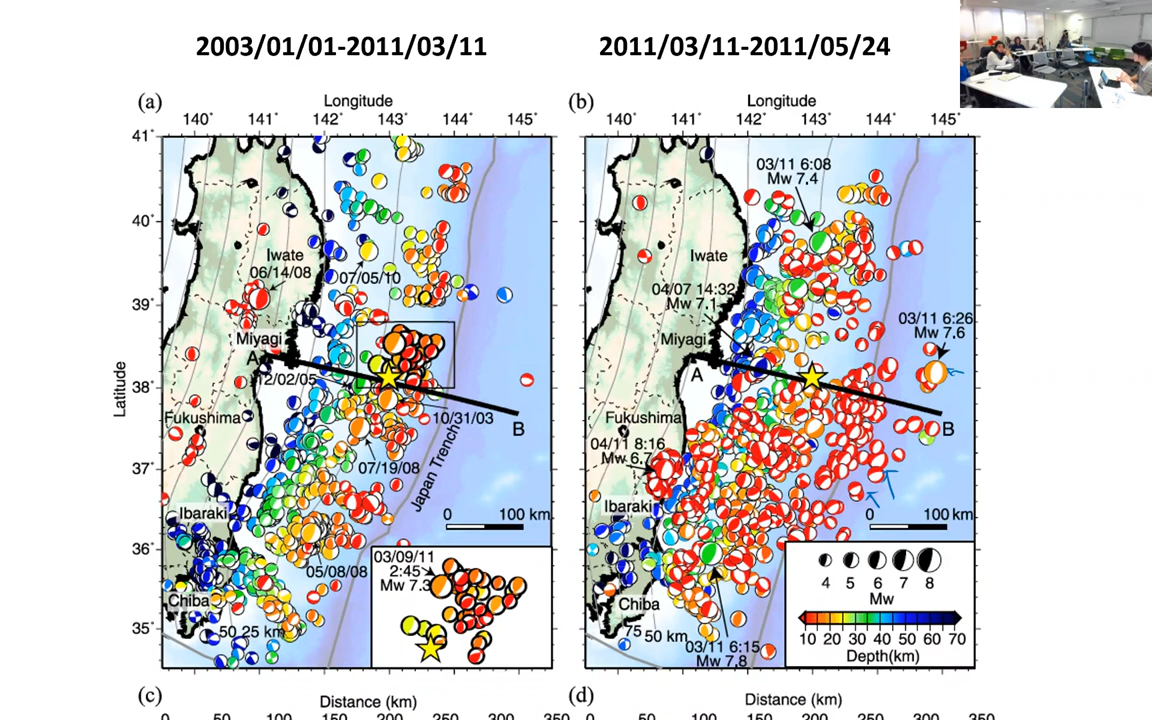 2003/01/01-2011/03/11
2011/03/11-2011/05/24
(a)
Longitude
140˚ 141˚ 142˚ 143˚ 144˚ 145˚
41˚
40˚
39˚
38˚
37˚
36˚
35˚
Latitude
Iwate
06/14/08
07/05/10
Miyagi
A
12/02/05
10/31/03
B
Fukushima
07/19/08
Japan Trench
Ibaraki
0 100 km
05/08/08
03/09/11
2:45
Mw 7.3
Chiba
50 25 km
(b)
Longitude
140˚ 141˚ 142˚ 143˚ 144˚ 145˚
41˚
40˚
39˚
38˚
37˚
36˚
35˚
03/11 6:08
Mw 7.4
Iwate
04/07 14:32
Mw 7.1
03/11 6:26
Mw 7.6
Miyagi
A
Fukushima
B
04/11 8:16
Mw 6.7
Ibaraki
0 100 km
4 5 6 7 8
Mw
10 20 30 40 50 60 70
Depth(km)
Chiba
75 50 km
03/11 6:15
Mw 7.8
(c)
Distance (km)
0 50 100 150 200 250 300 350
(d)
Distance (km)
0 50 100 150 200 250 300 350